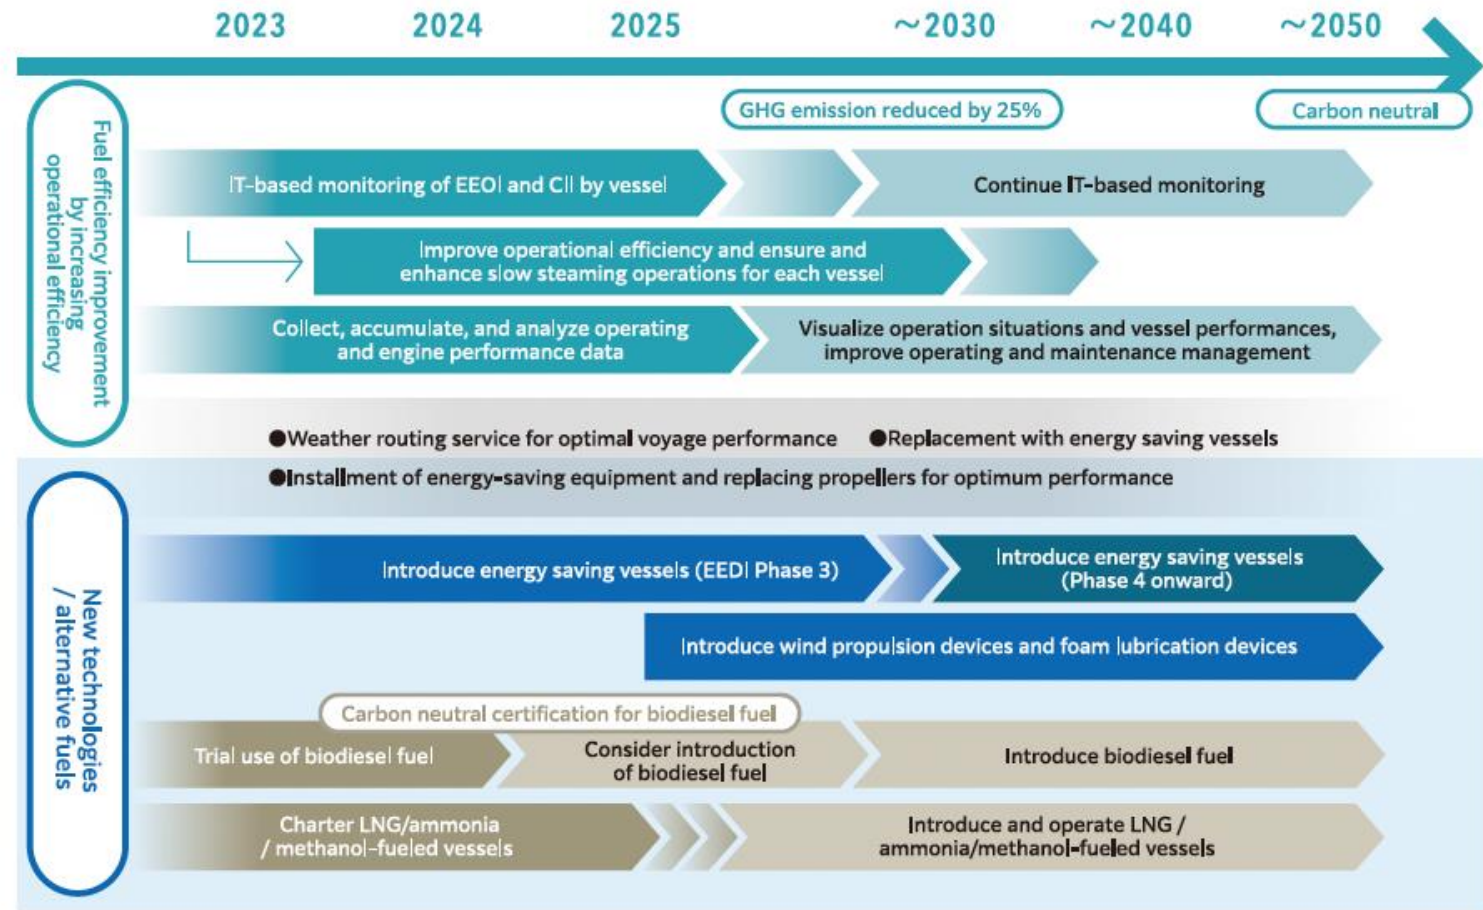 2023 2024 2025 ~2030 ~2040 ~2050
GHG emission reduced by 25%
Carbon neutral
Fuel efficiency improvement
by increasing
operational efficiency
IT-based monitoring of EEOI and CII by vessel
Continue IT-based monitoring
Improve operational efficiency and ensure and
enhance slow steaming operations for each vessel
Collect, accumulate, and analyze operating
and engine performance data
Visualize operation situations and vessel performances,
improve operating and maintenance management
●Weather routing service for optimal voyage performance ●Replacement with energy saving vessels
●Installment of energy-saving equipment and replacing propellers for optimum performance
New technologies
/ alternative fuels
Introduce energy saving vessels (EEDI Phase 3)
Introduce energy saving vessels
(Phase 4 onward)
Introduce wind propulsion devices and foam lubrication devices
Carbon neutral certification for biodiesel fuel
Trial use of biodiesel fuel
Consider introduction
of biodiesel fuel
Introduce biodiesel fuel
Charter LNG/ammonia
/ methanol-fueled vessels
Introduce and operate LNG /
ammonia/methanol-fueled vessels